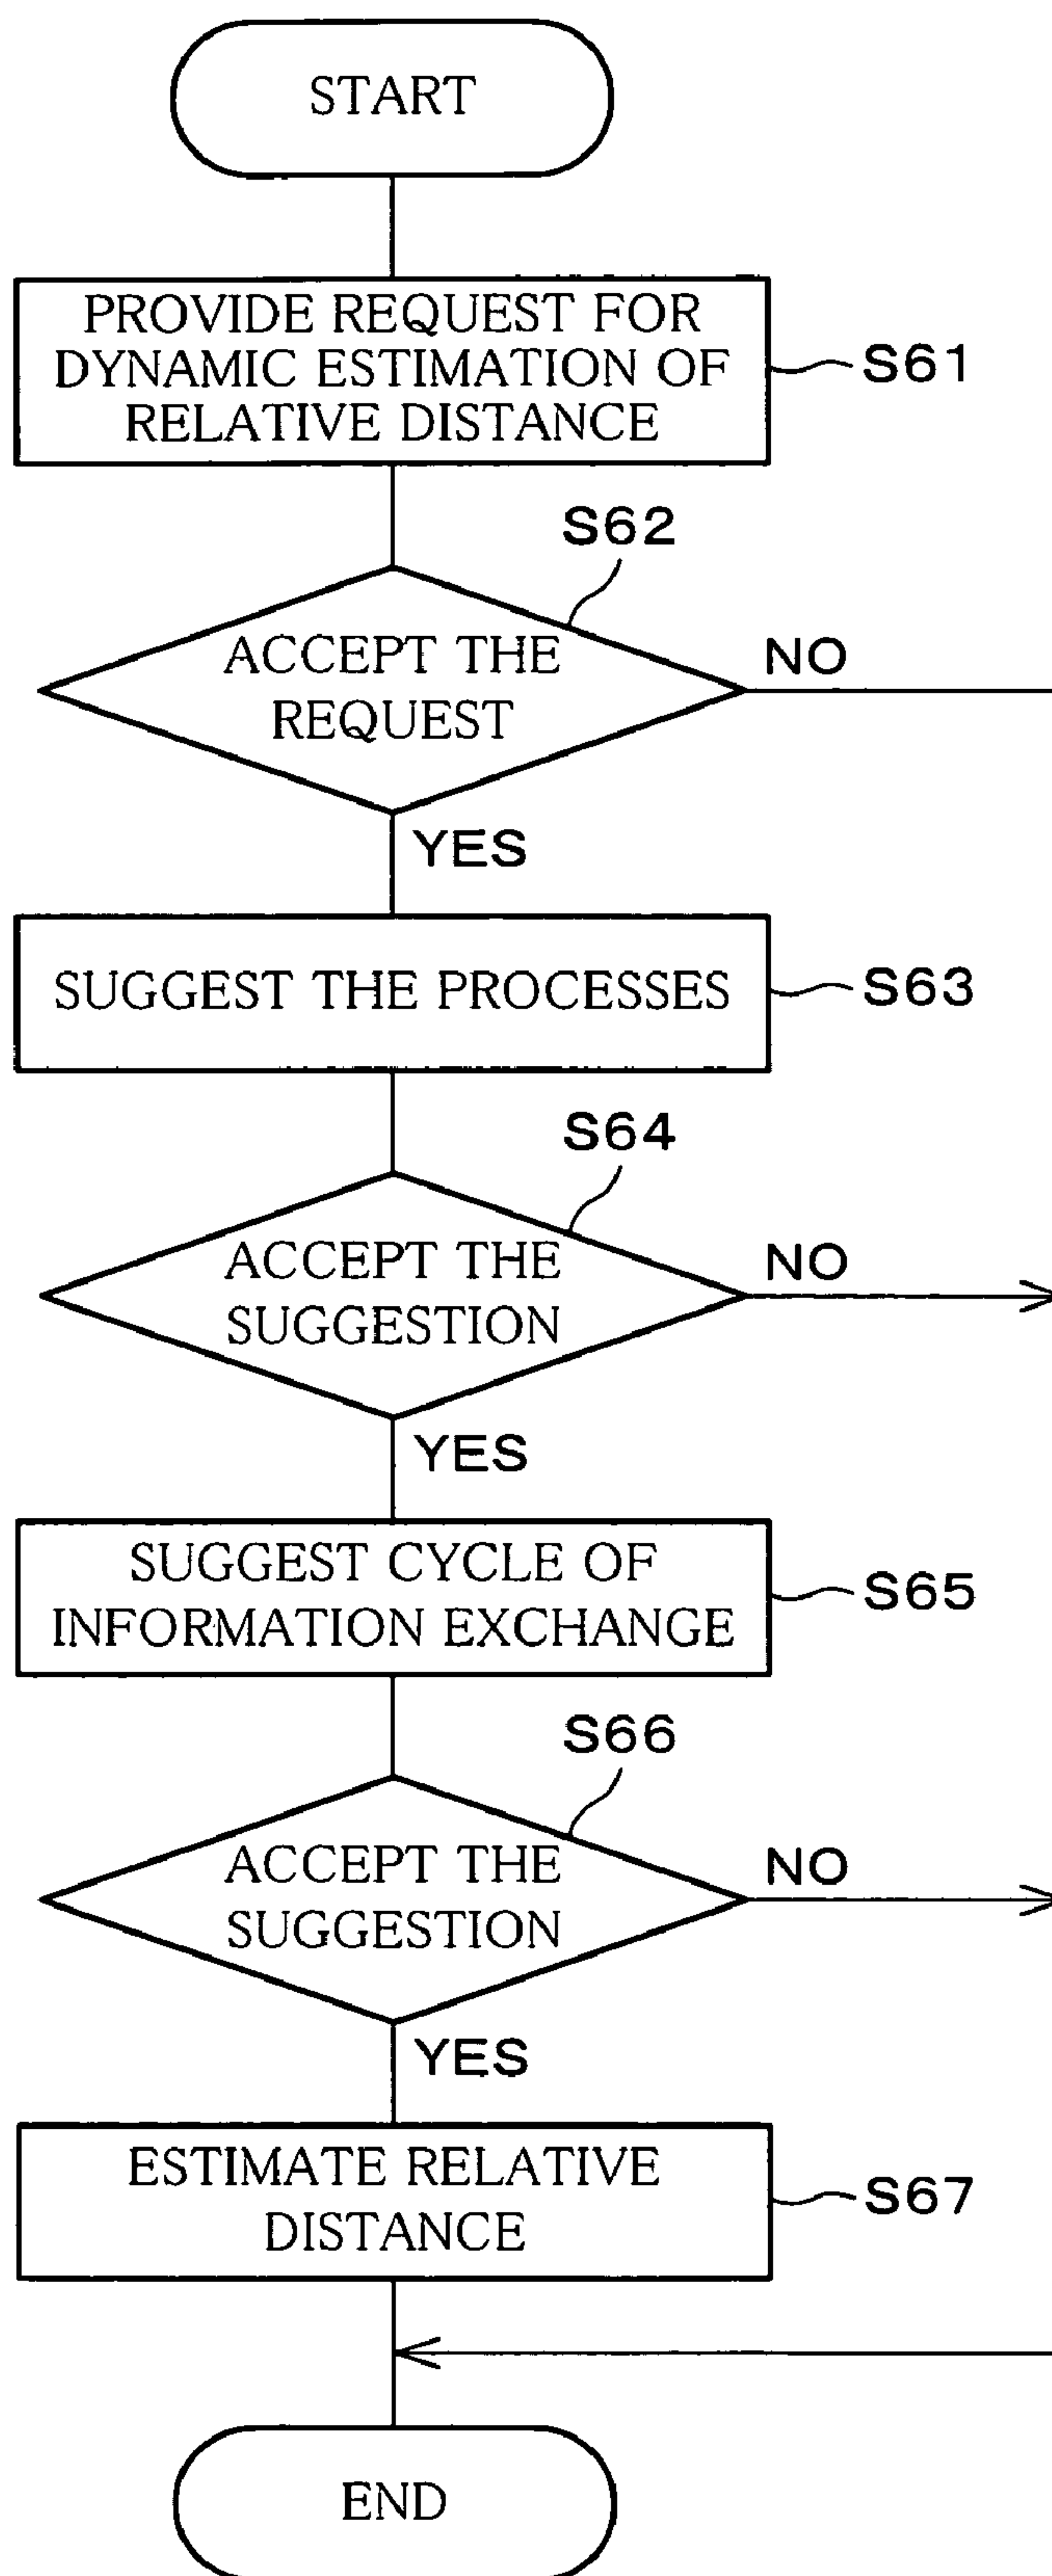 START
PROVIDE REQUEST FOR
DYNAMIC ESTIMATION OF
RELATIVE DISTANCE
S61
S62
ACCEPT THE
REQUEST
NO
YES
SUGGEST THE PROCESSES
S63
S64
ACCEPT THE
SUGGESTION
NO
YES
SUGGEST CYCLE OF
INFORMATION EXCHANGE
S65
S66
ACCEPT THE
SUGGESTION
NO
YES
ESTIMATE RELATIVE
DISTANCE
S67
END